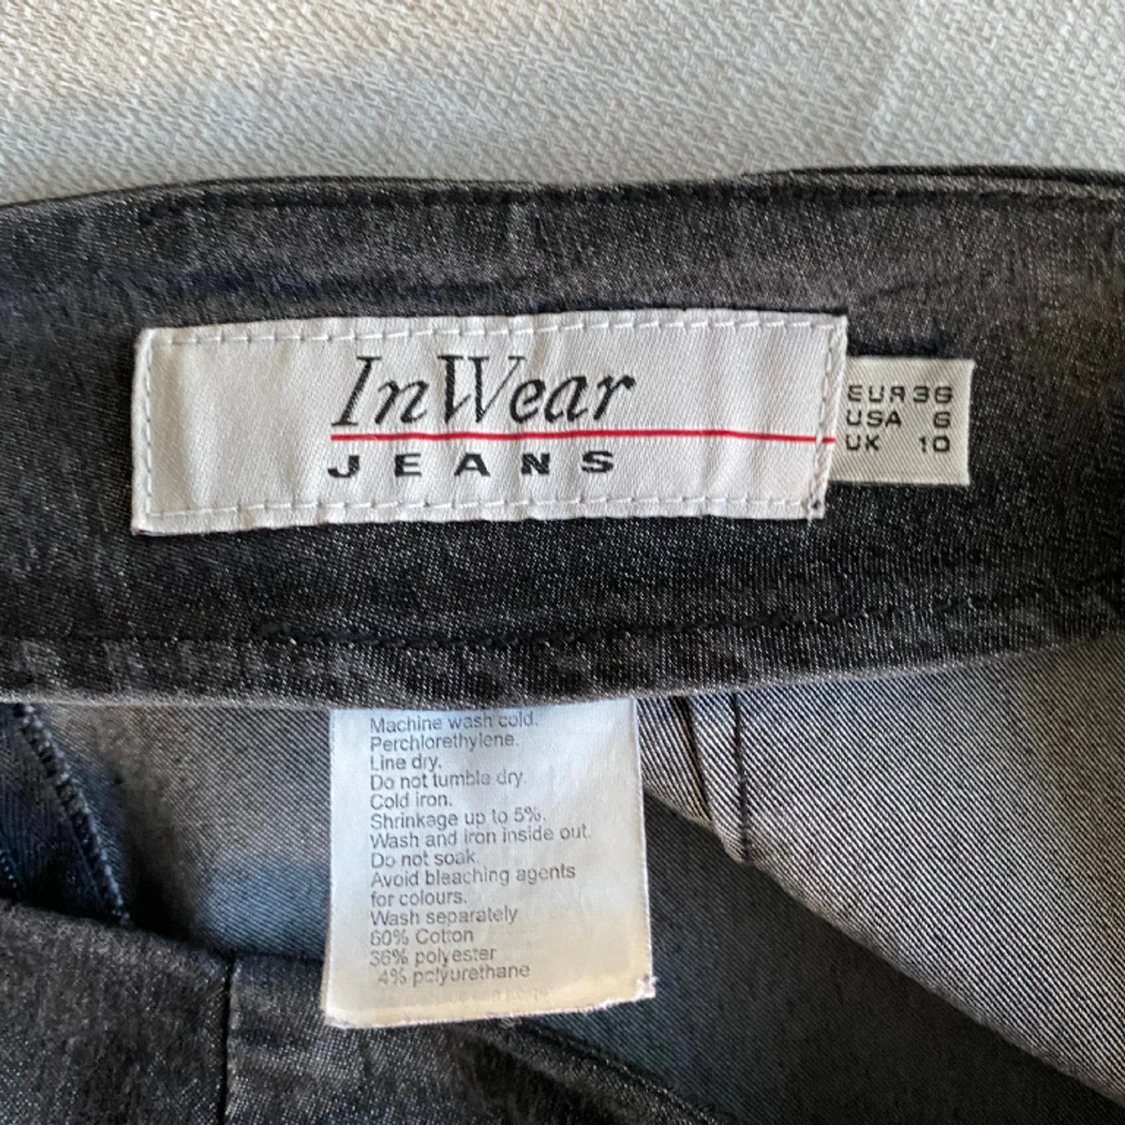 InWear
JEANS
EUR 36
USA 6
UK 10
Machine wash cold.
Perchlorethylene.
Line dry.
Do not tumble dry.
Cold iron.
Shrinkage up to 5%.
Wash and iron inside out.
Do not soak.
Avoid bleaching agents
for colours.
Wash separately
60% Cotton
36% polyester
4% polyurethane